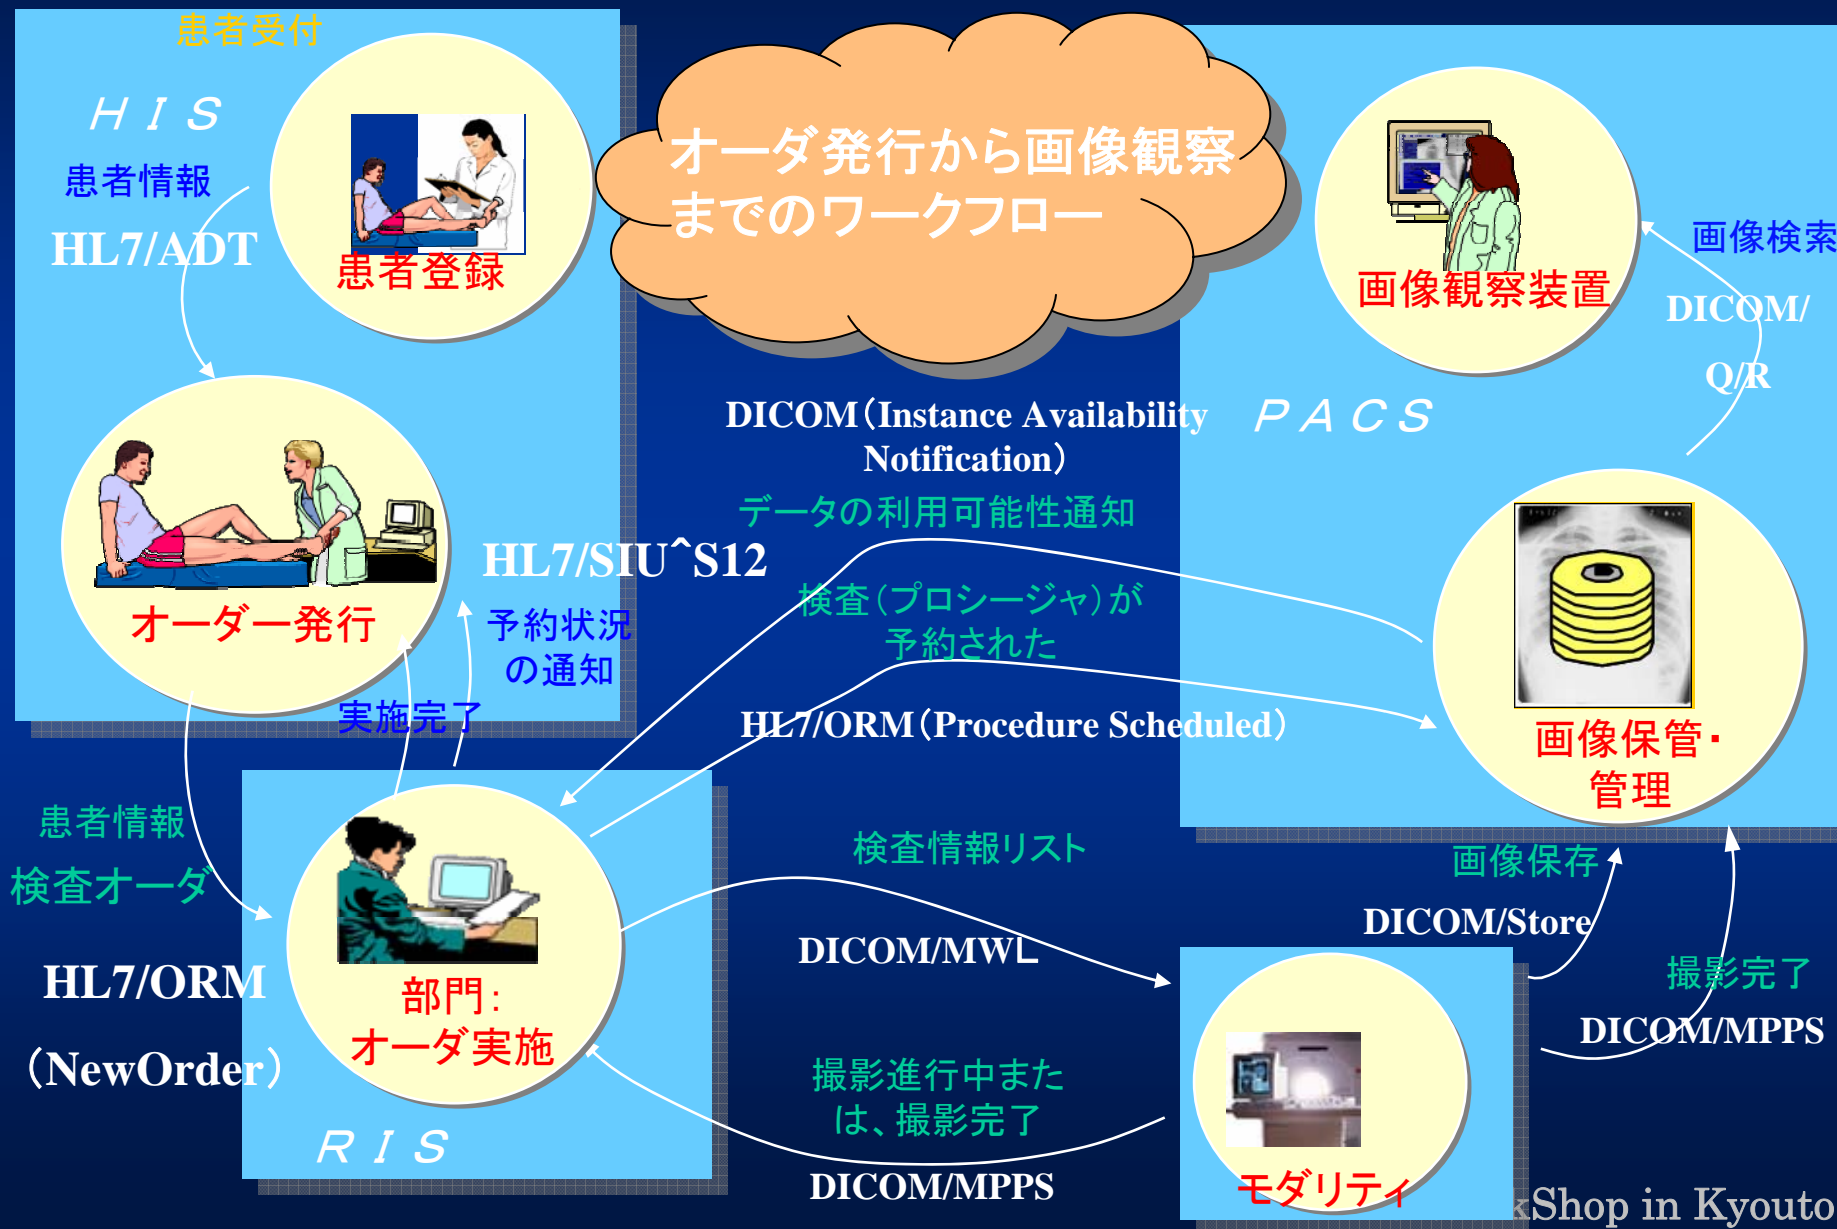 患者受付
ＨＩＳ
患者情報
HL7/ADT
患者登録
オーダ発行から画像観察
までのワークフロー
画像観察装置
画像検索
DICOM/
Q/R
ＰＡＣＳ
DICOM（Instance Availability
Notification）
データの利用可能性通知
オーダー発行
HL7/SIU^S12
予約状況
の通知
実施完了
検査（プロシージャ）が
予約された
HL7/ORM（Procedure Scheduled）
画像保管・
管理
患者情報
検査オーダ
HL7/ORM
（NewOrder）
部門：
オーダ実施
ＲＩＳ
検査情報リスト
DICOM/MWL
撮影進行中また
は、撮影完了
DICOM/MPPS
画像保存
DICOM/Store
撮影完了
DICOM/MPPS
モダリティ
kShop in Kyouto